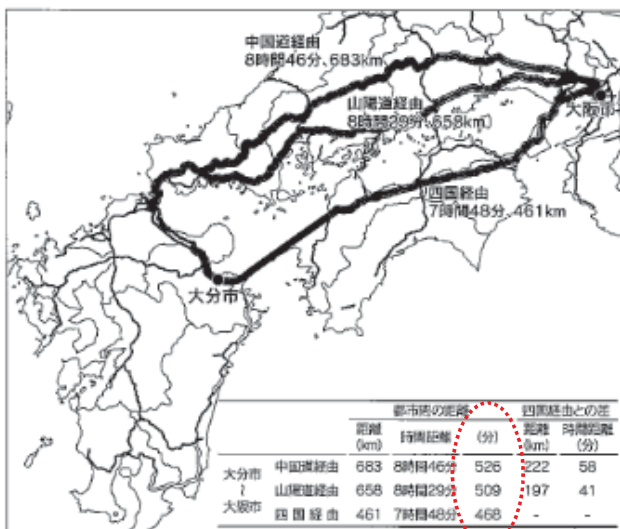 中国道経由
8時間46分、683km
山陽道経由
8時間29分、658km
大阪市
四国経由
7時間48分、461km
大分市
都市間の距離 四国経由との差
距離(km) 時間距離 (分) 距離(km) 時間距離(分)
大分市～大阪市
中国道経由 683 8時間46分 526 222 58
山陽道経由 658 8時間29分 509 197 41
四国経由 461 7時間48分 468 - -